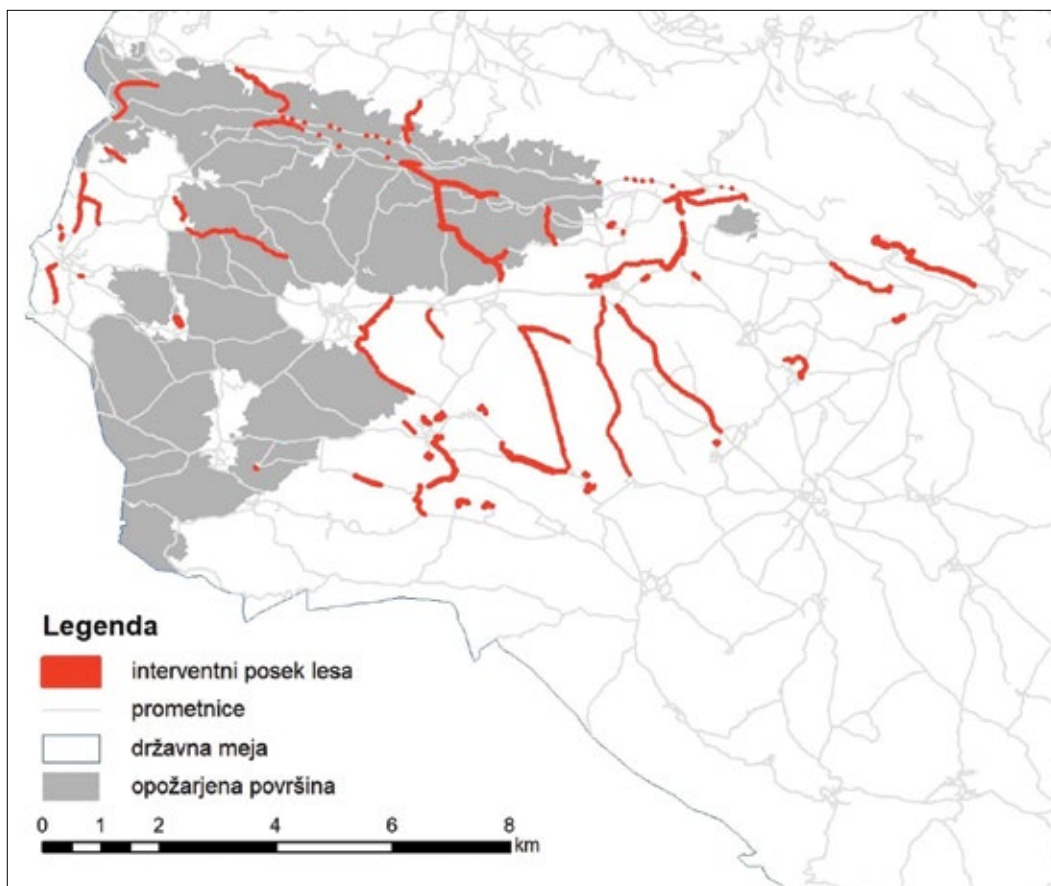 Legenda
interventni posek lesa
prometnice
državna meja
opožarjena površina
0 1 2 4 6 8
km